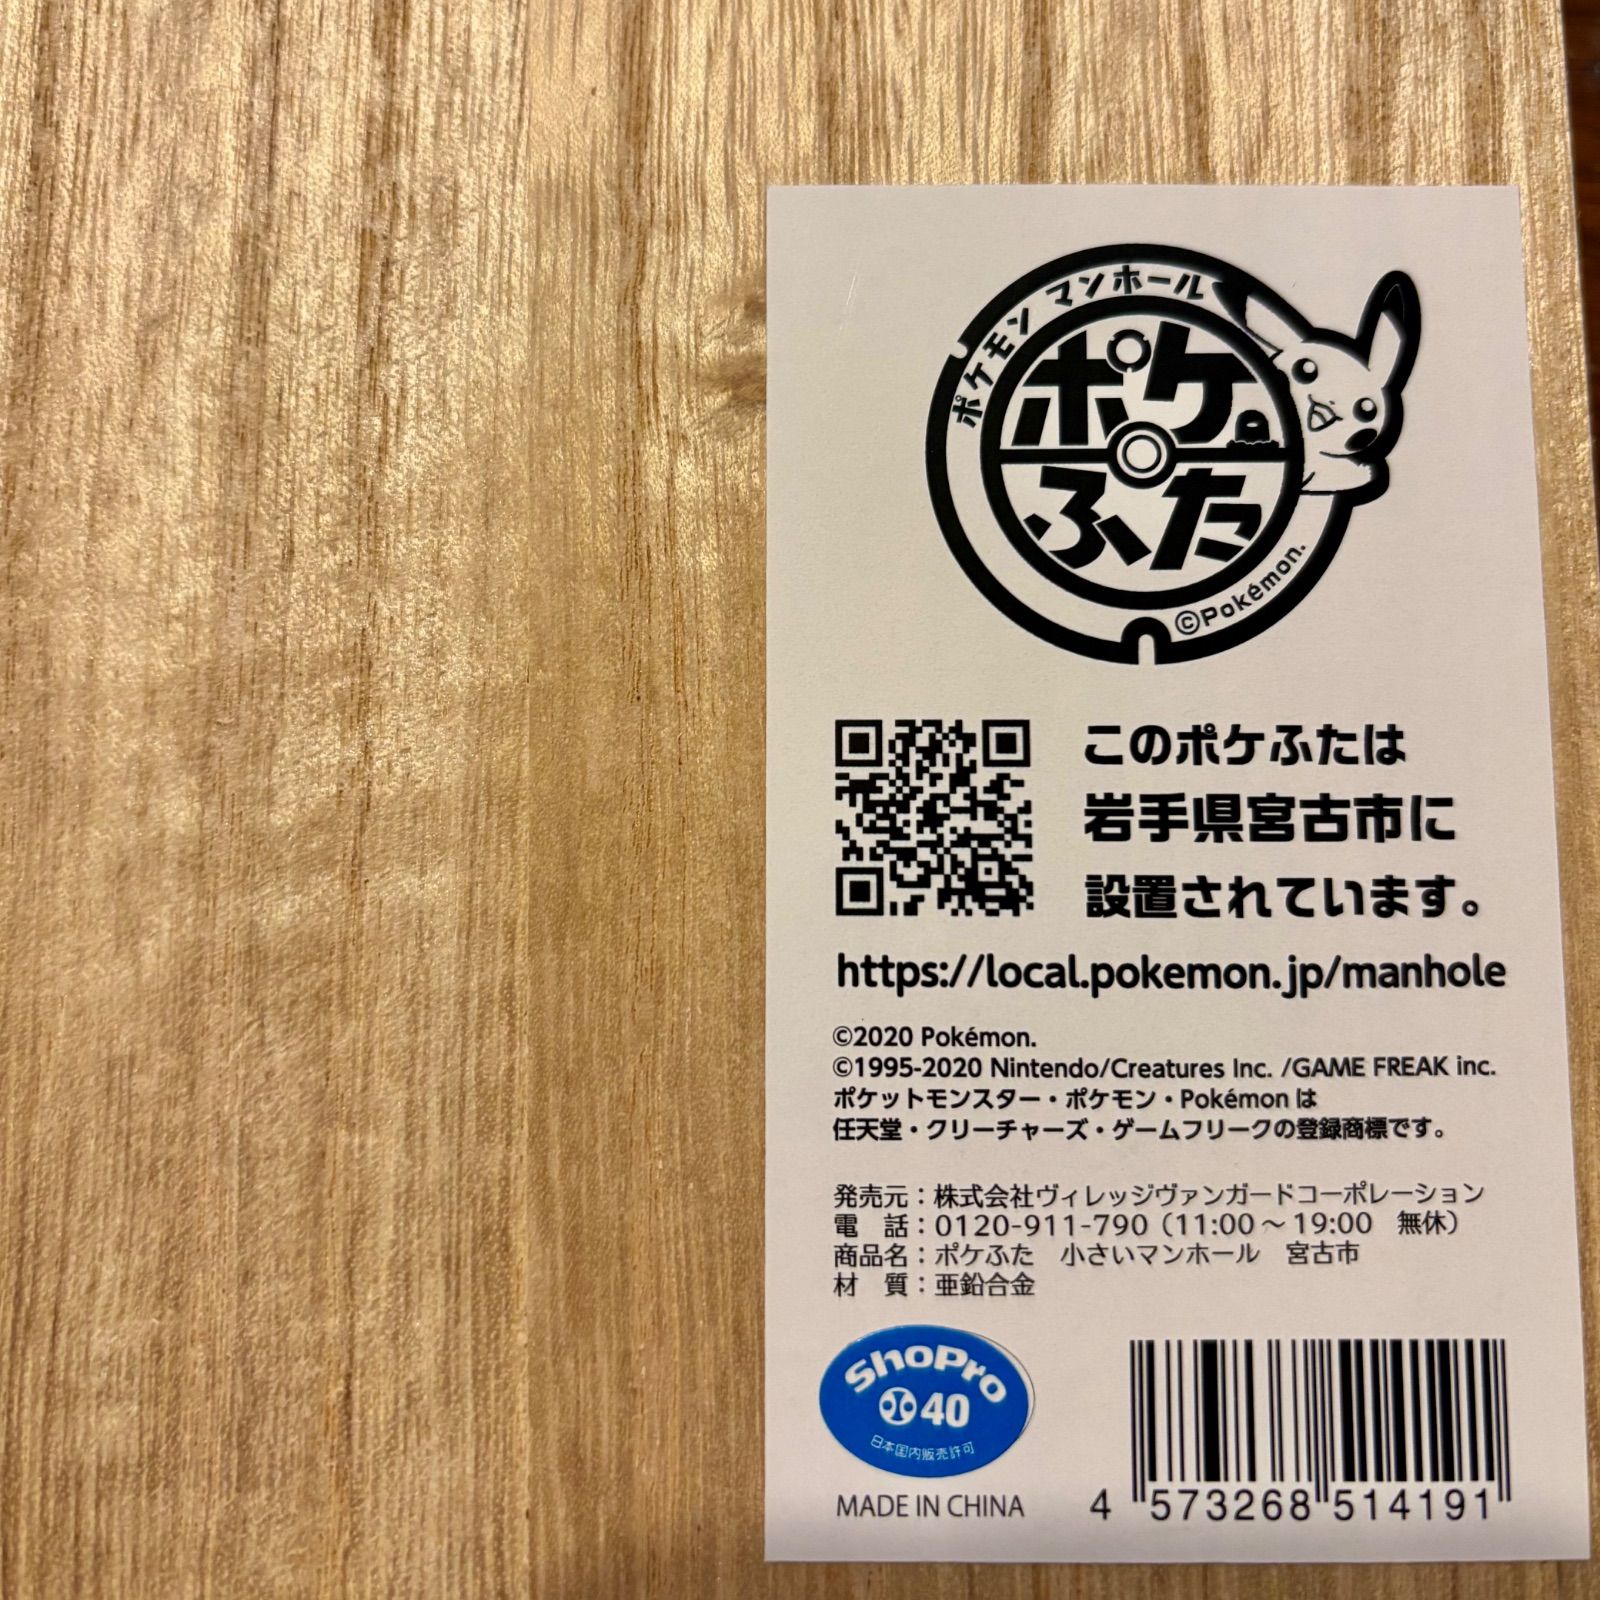 ポケモン マンホール
ポケ
ふた
©Pokémon.
このポケふたは
岩手県宮古市に
設置されています。
https://local.pokemon.jp/manhole
©2020 Pokémon.
©1995-2020 Nintendo/Creatures Inc. /GAME FREAK inc.
ポケットモンスター・ポケモン・Pokémon は
任天堂・クリーチャーズ・ゲームフリークの登録商標です。
発売元：株式会社ヴィレッジヴァンガードコーポレーション
電　話：0120-911-790（11:00～19:00　無休）
商品名：ポケふた　小さいマンホール　宮古市
材　質：亜鉛合金
ShoPro
40
日本国内販売許可
MADE IN CHINA
4 573268 514191